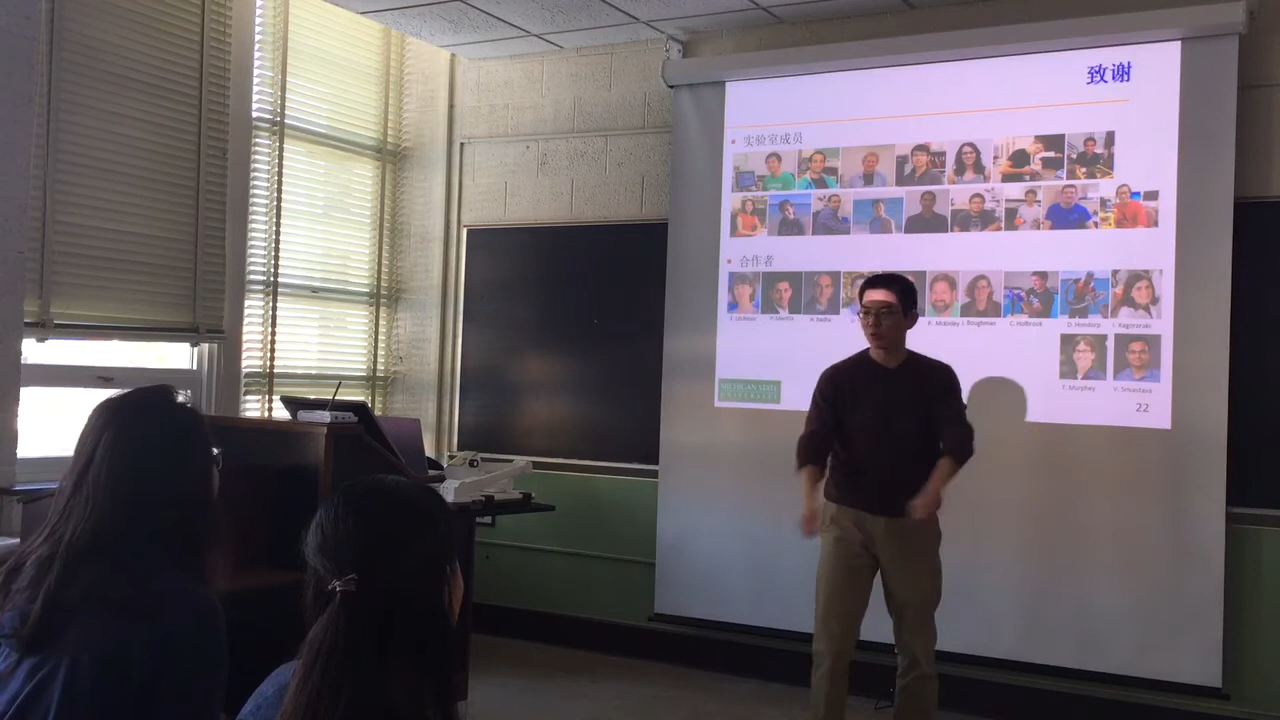 致谢
实验室成员
合作者
P. McKinley J. Boughman C. Holbrook D. Hondorp I. Kagoraraki
T. Murphey V. Srivastava
MICHIGAN STATE
UNIVERSITY
22